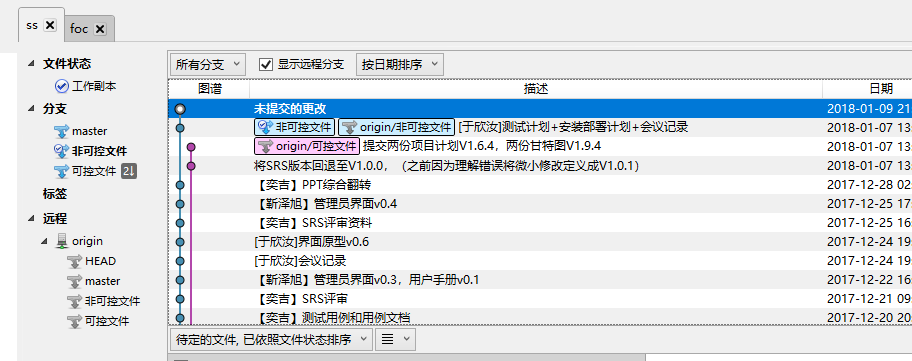 ss foc
所有分支 显示远程分支 按日期排序
文件状态
工作副本
分支
master
非可控文件
可控文件 2
标签
远程
origin
HEAD
master
非可控文件
可控文件
图谱 描述 日期
未提交的更改 2018-01-09 21
非可控文件 origin/非可控文件 [于欣汝]测试计划+安装部署计划+会议记录 2018-01-07 13
origin/可控文件 提交两份项目计划V1.6.4，两份甘特图V1.9.4 2018-01-07 13
将SRS版本回退至V1.0.0，（之前因为理解错误将微小修改定义成V1.0.1） 2018-01-07 13
【奕吉】PPT综合翻转 2017-12-28 02
【靳泽旭】管理员界面v0.4 2017-12-25 17
【奕吉】SRS评审资料 2017-12-25 16
[于欣汝]界面原型v0.6 2017-12-24 19
[于欣汝]会议记录 2017-12-24 19
【靳泽旭】管理员界面v0.3，用户手册v0.1 2017-12-22 16
【奕吉】SRS评审 2017-12-21 09
【奕吉】测试用例和用例文档 2017-12-20 20
待定的文件, 已依照文件状态排序